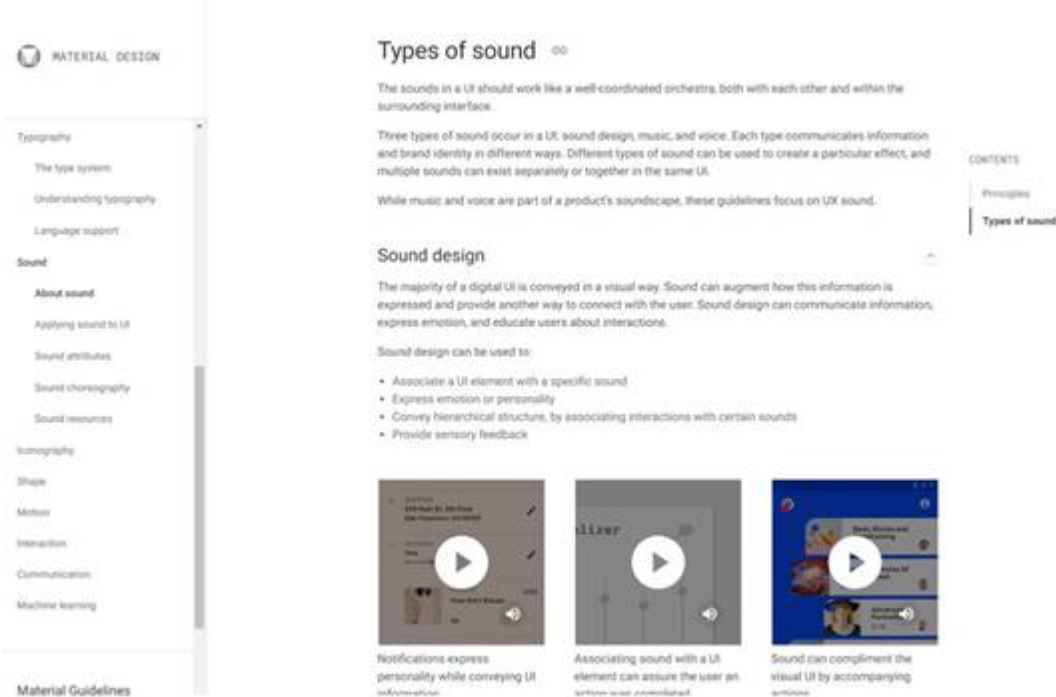 MATERIAL DESIGN
Typography
The type system
Understanding typography
Language support
Sound
About sound
Applying sound to UI
Sound attributes
Sound choreography
Sound resources
Iconography
Shape
Motion
Interaction
Communication
Machine learning
Material Guidelines
Types of sound
The sounds in a UI should work like a well-coordinated orchestra, both with each other and within the
surrounding interface.
Three types of sound occur in a UI: sound design, music, and voice. Each type communicates information
and brand identity in different ways. Different types of sound can be used to create a particular effect, and
multiple sounds can exist separately or together in the same UI.
While music and voice are part of a product's soundscape, these guidelines focus on UX sound.
Sound design
The majority of a digital UI is conveyed in a visual way. Sound can augment how this information is
expressed and provide another way to connect with the user. Sound design can communicate information,
express emotion, and educate users about interactions.
Sound design can be used to:
• Associate a UI element with a specific sound
• Express emotion or personality
• Convey hierarchical structure, by associating interactions with certain sounds
• Provide sensory feedback
alizer
Notifications express
personality while conveying UI
information
Associating sound with a UI
element can assure the user an
action was completed
Sound can compliment the
visual UI by accompanying
actions
CONTENTS
Principles
Types of sound